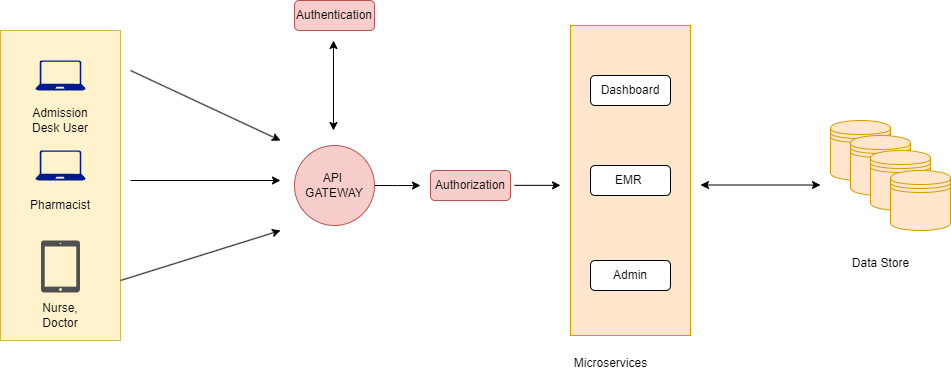 Authentication
Admission
Desk User
Pharmacist
Nurse,
Doctor
API
GATEWAY
Authorization
Dashboard
EMR
Admin
Microservices
Data Store